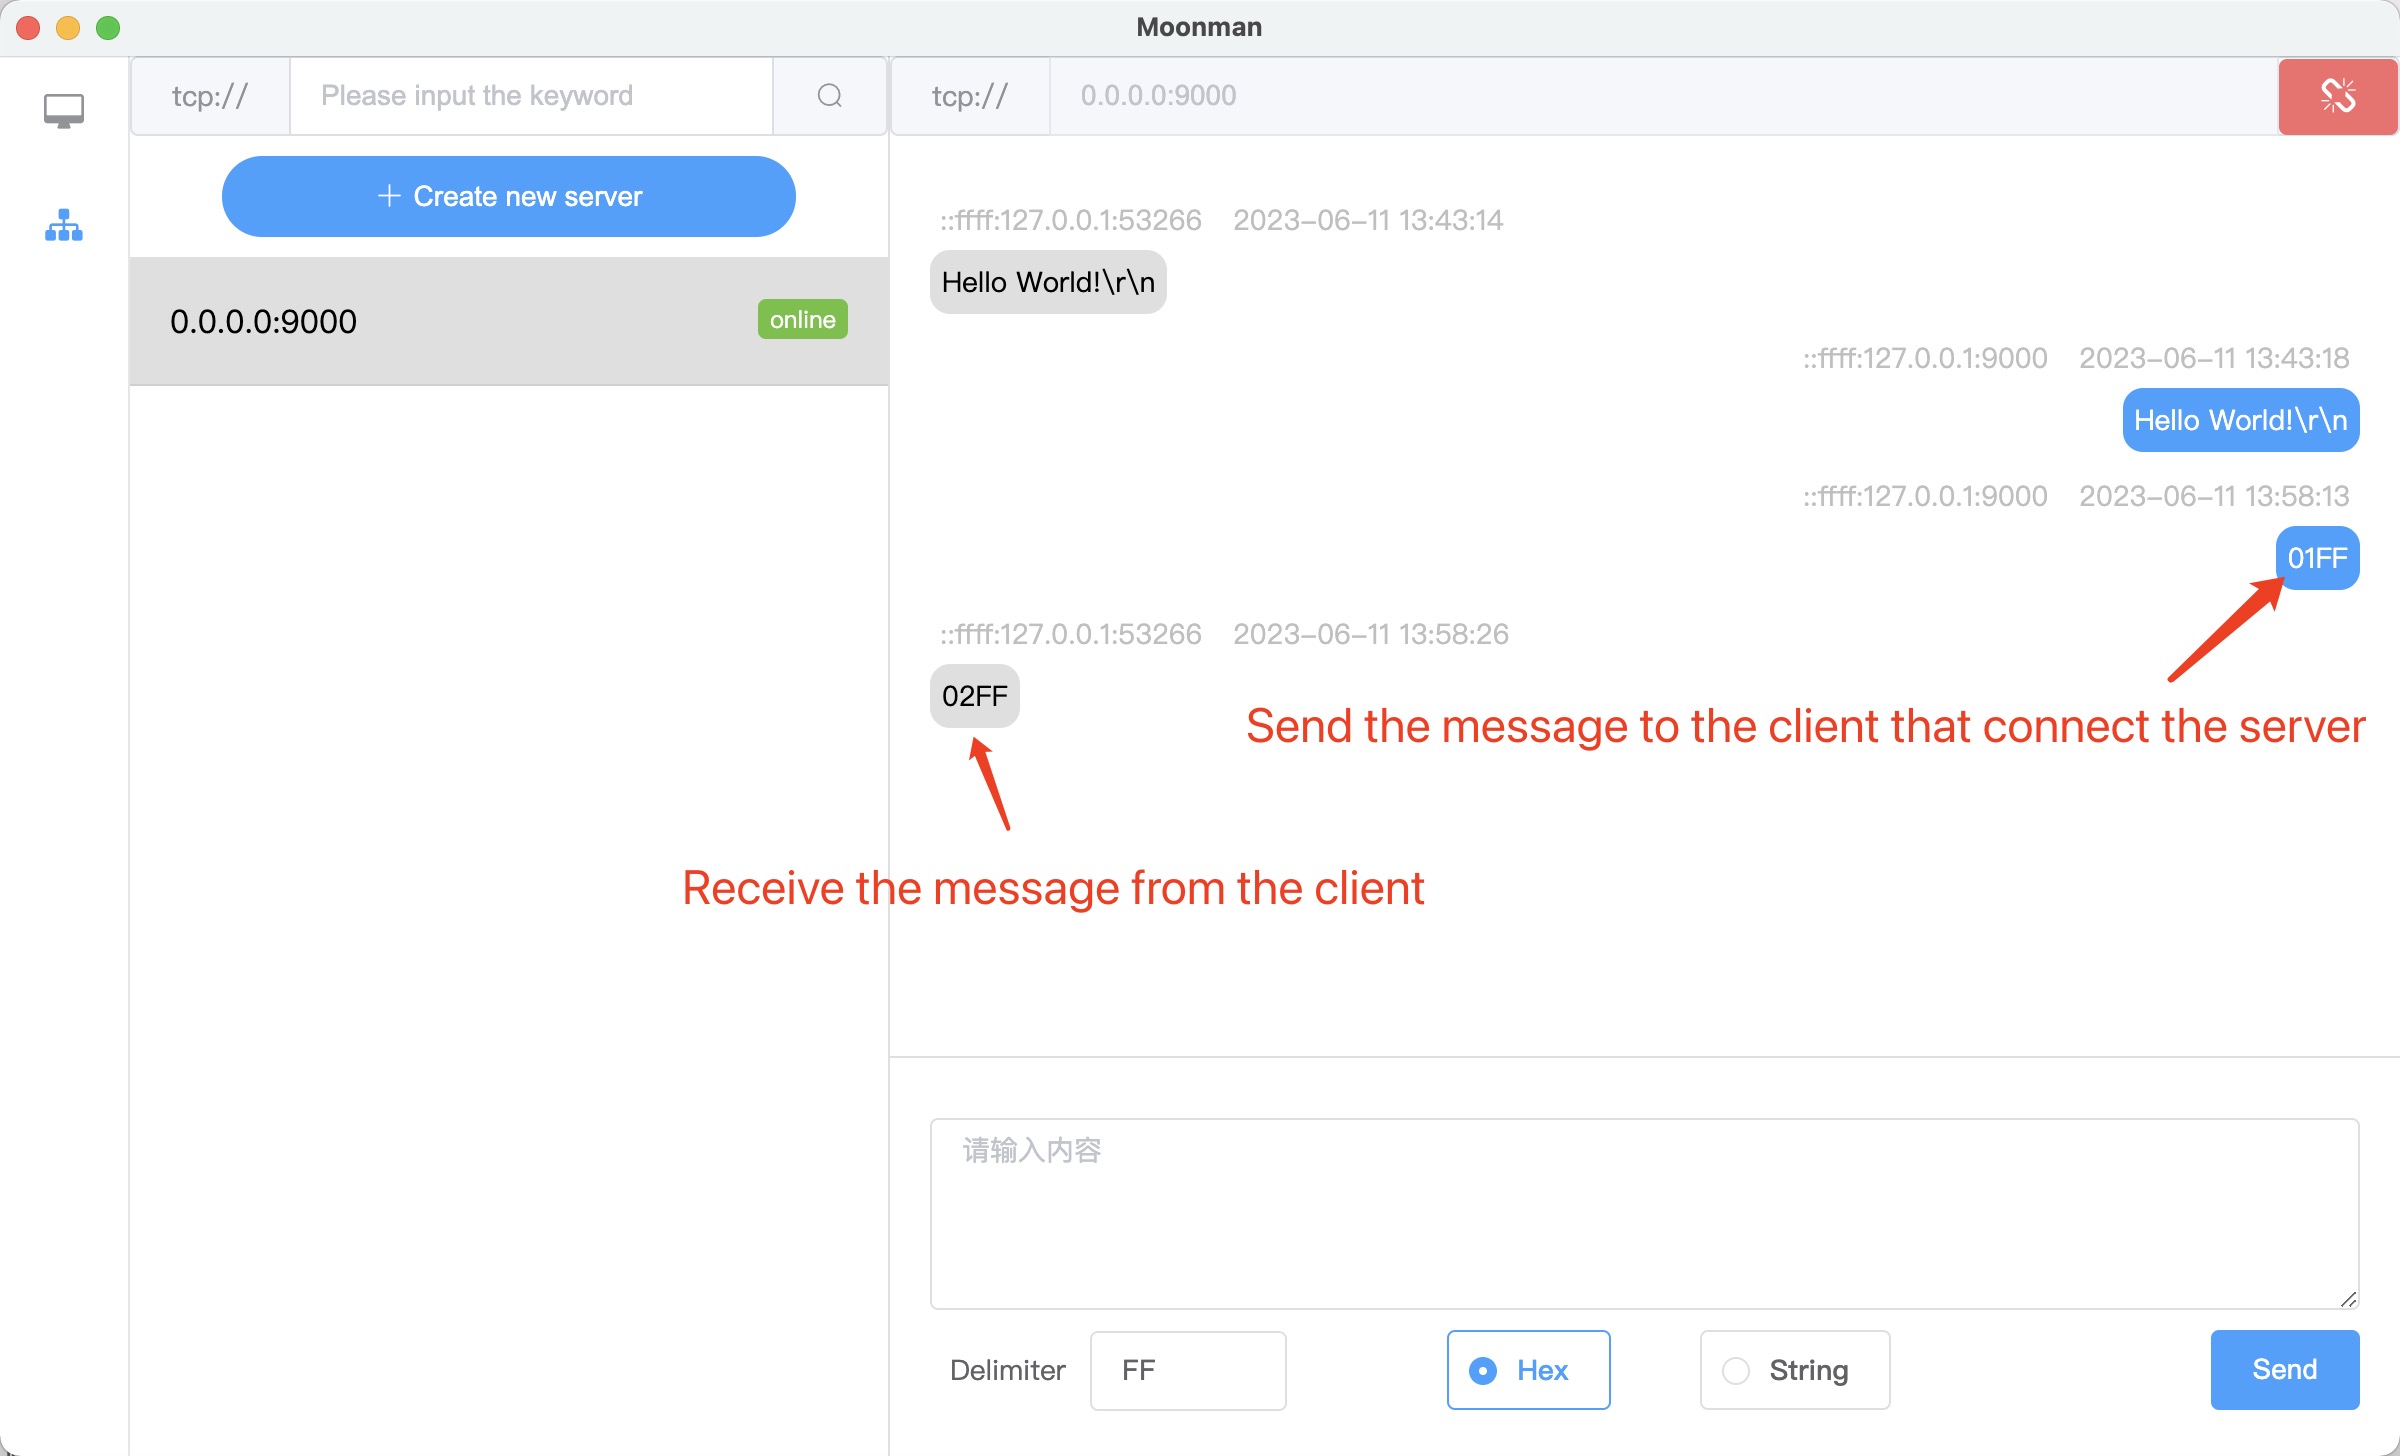 Moonman
tcp://
Please input the keyword
tcp://
0.0.0.0:9000
Create new server
0.0.0.0:9000
online
::ffff:127.0.0.1:53266 2023-06-11 13:43:14
Hello World!\r\n
::ffff:127.0.0.1:9000 2023-06-11 13:43:18
Hello World!\r\n
::ffff:127.0.0.1:9000 2023-06-11 13:58:13
01FF
::ffff:127.0.0.1:53266 2023-06-11 13:58:26
02FF
Send the message to the client that connect the server
Receive the message from the client
请输入内容
Delimiter
FF
Hex
String
Send